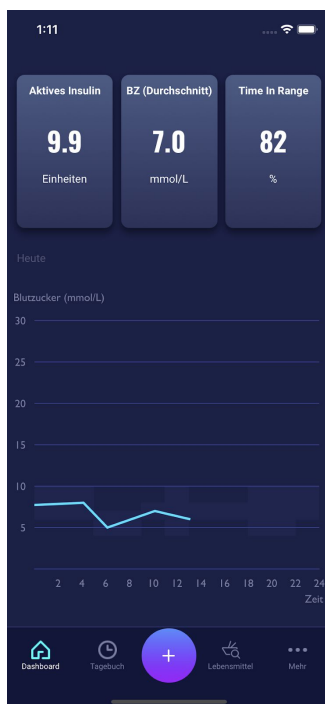 1:11
Aktives Insulin
9.9
Einheiten
BZ (Durchschnitt)
7.0
mmol/L
Time In Range
82
%
Heute
Blutzucker (mmol/L)
30
25
20
15
10
5
2 4 6 8 10 12 14 16 18 20 22 24
Zeit
Dashboard
Tagebuch
+
Lebensmittel
Mehr